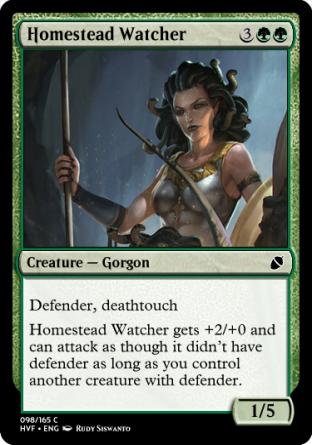 Homestead Watcher 3
Creature — Gorgon
Defender, deathtouch
Homestead Watcher gets +2/+0 and
can attack as though it didn't have
defender as long as you control
another creature with defender.
1/5
098/165 C
HVF • ENG Rudy Siswanto